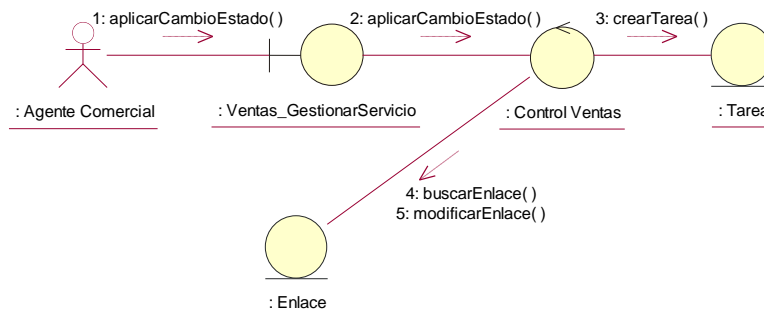 1: aplicarCambioEstado( )
2: aplicarCambioEstado( )
3: crearTarea( )
: Agente Comercial
: Ventas_GestionarServicio
: Control Ventas
: Tarea
4: buscarEnlace( )
5: modificarEnlace( )
: Enlace